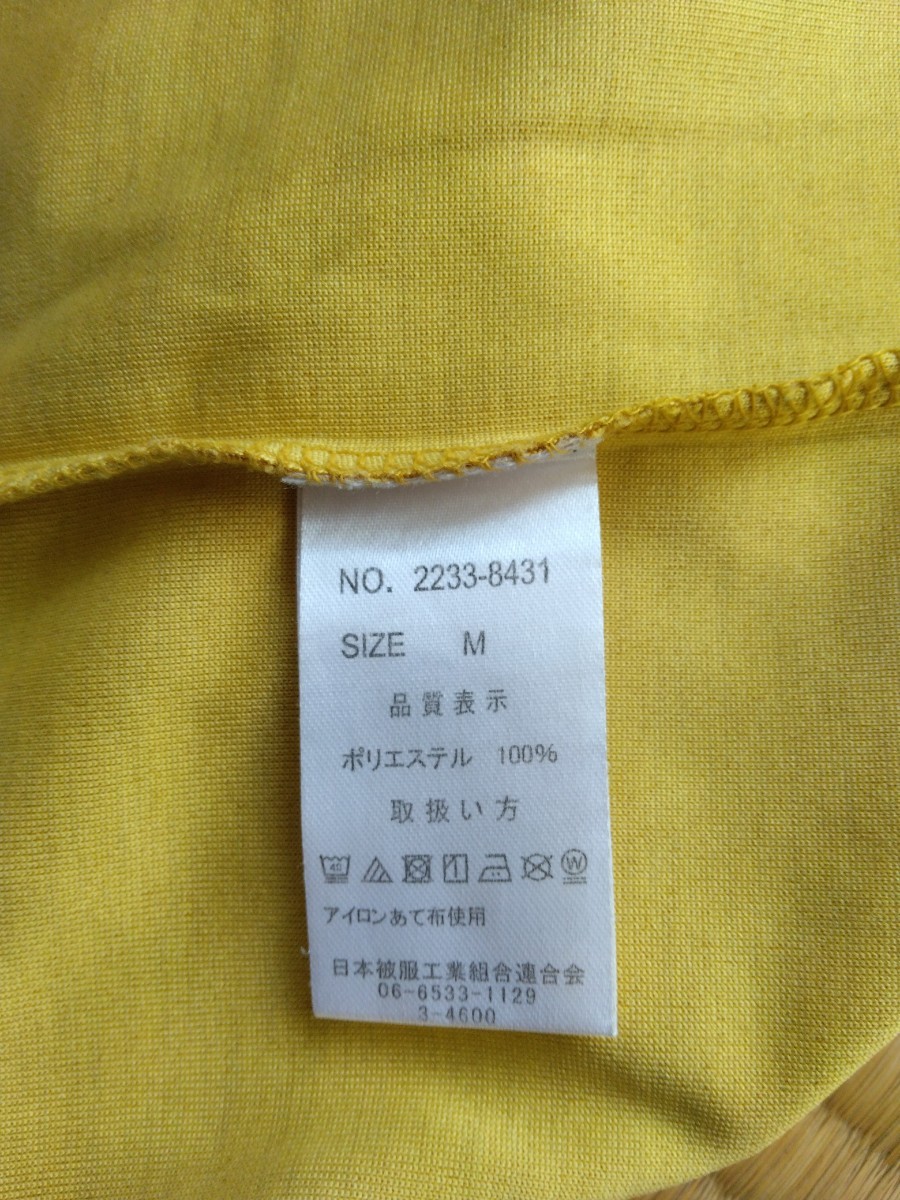 NO. 2233-8431
SIZE M
品質表示
ポリエステル 100%
取扱い方
40 W
アイロンあて布使用
日本被服工業組合連合会
06-6533-1129
3-4600